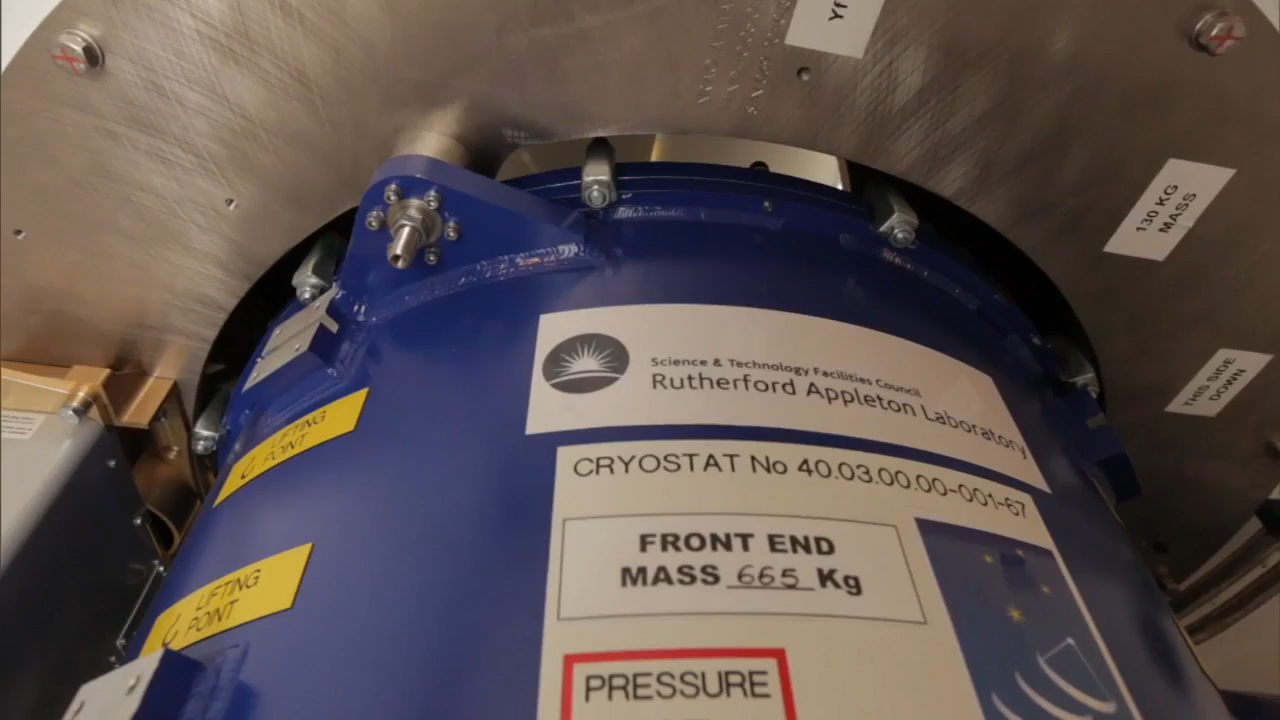 130 KG
MASS
THIS SIDE
DOWN
Science & Technology Facilities Council
Rutherford Appleton Laboratory
LIFTING
POINT
CRYOSTAT No 40.03.00.00-001-67
FRONT END
MASS 665 Kg
LIFTING
POINT
PRESSURE